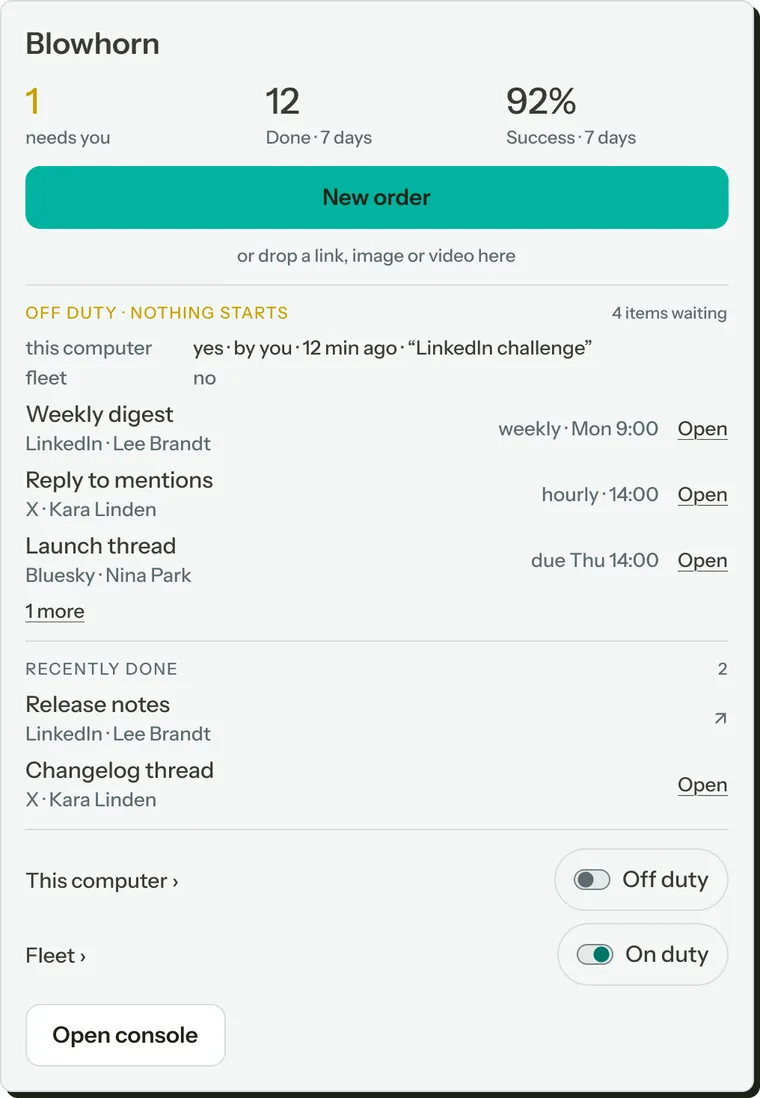 Blowhorn
1 12 92%
needs you Done · 7 days Success · 7 days
New order
or drop a link, image or video here
OFF DUTY · NOTHING STARTS 4 items waiting
this computer yes · by you · 12 min ago · “LinkedIn challenge”
fleet no
Weekly digest
LinkedIn · Lee Brandt
weekly · Mon 9:00 Open
Reply to mentions
X · Kara Linden
hourly · 14:00 Open
Launch thread
Bluesky · Nina Park
due Thu 14:00 Open
1 more
RECENTLY DONE 2
Release notes
LinkedIn · Lee Brandt
Changelog thread
X · Kara Linden
Open
This computer › Off duty
Fleet › On duty
Open console